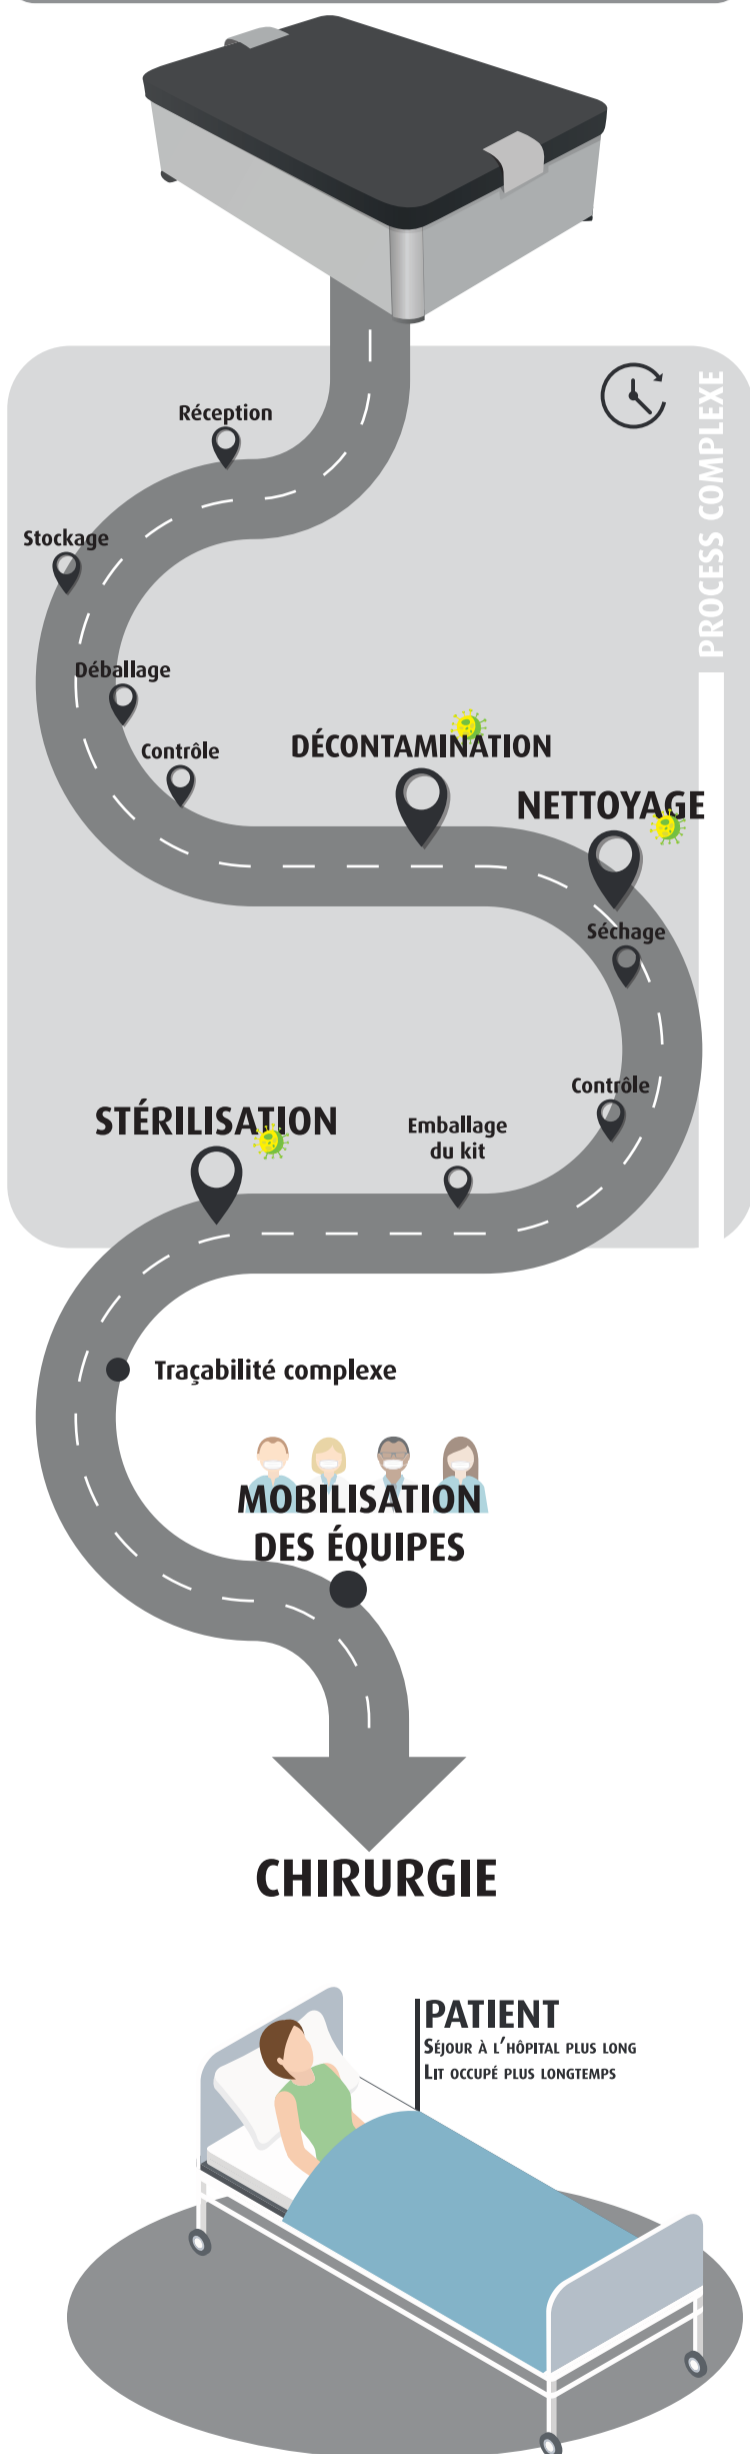 PROCESS COMPLEXE
Réception
Stockage
Déballage
Contrôle
DÉCONTAMINATION
NETTOYAGE
Séchage
Contrôle
Emballage
du kit
STÉRILISATION
Traçabilité complexe
MOBILISATION
DES ÉQUIPES
CHIRURGIE
PATIENT
Séjour à l'hôpital plus long
Lit occupé plus longtemps